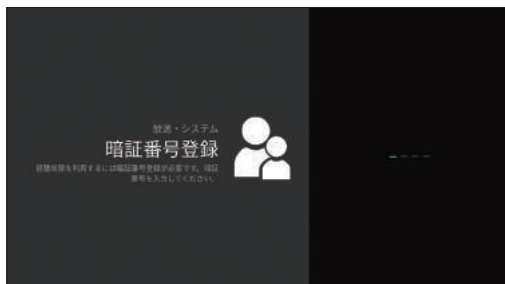 放送・システム
暗証番号登録
視聴制限を利用するには暗証番号登録が必要です。暗証
番号を入力してください。